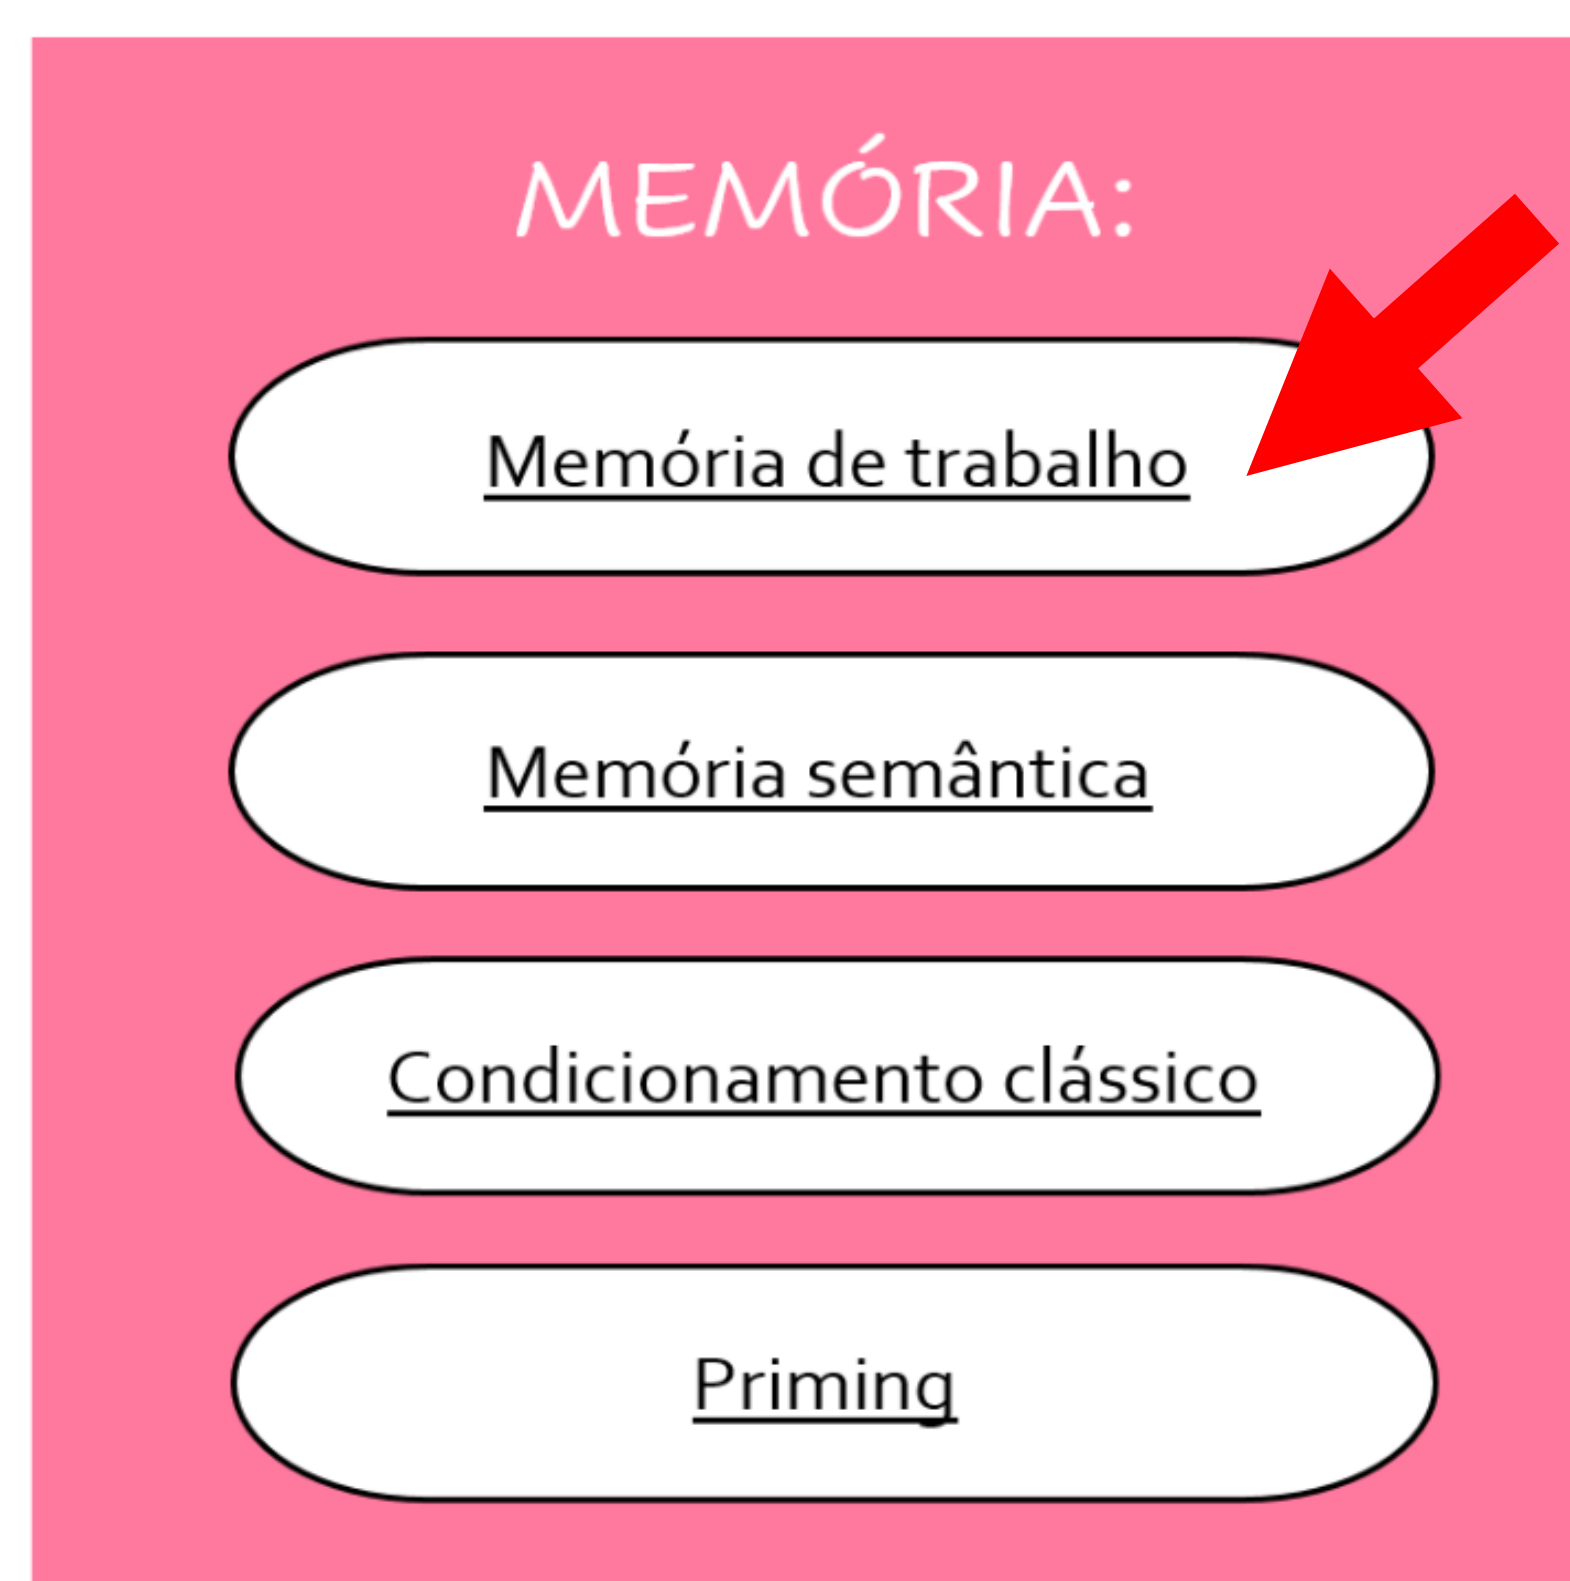 MEMÓRIA:
Memória de trabalho
Memória semântica
Condicionamento clássico
Priming